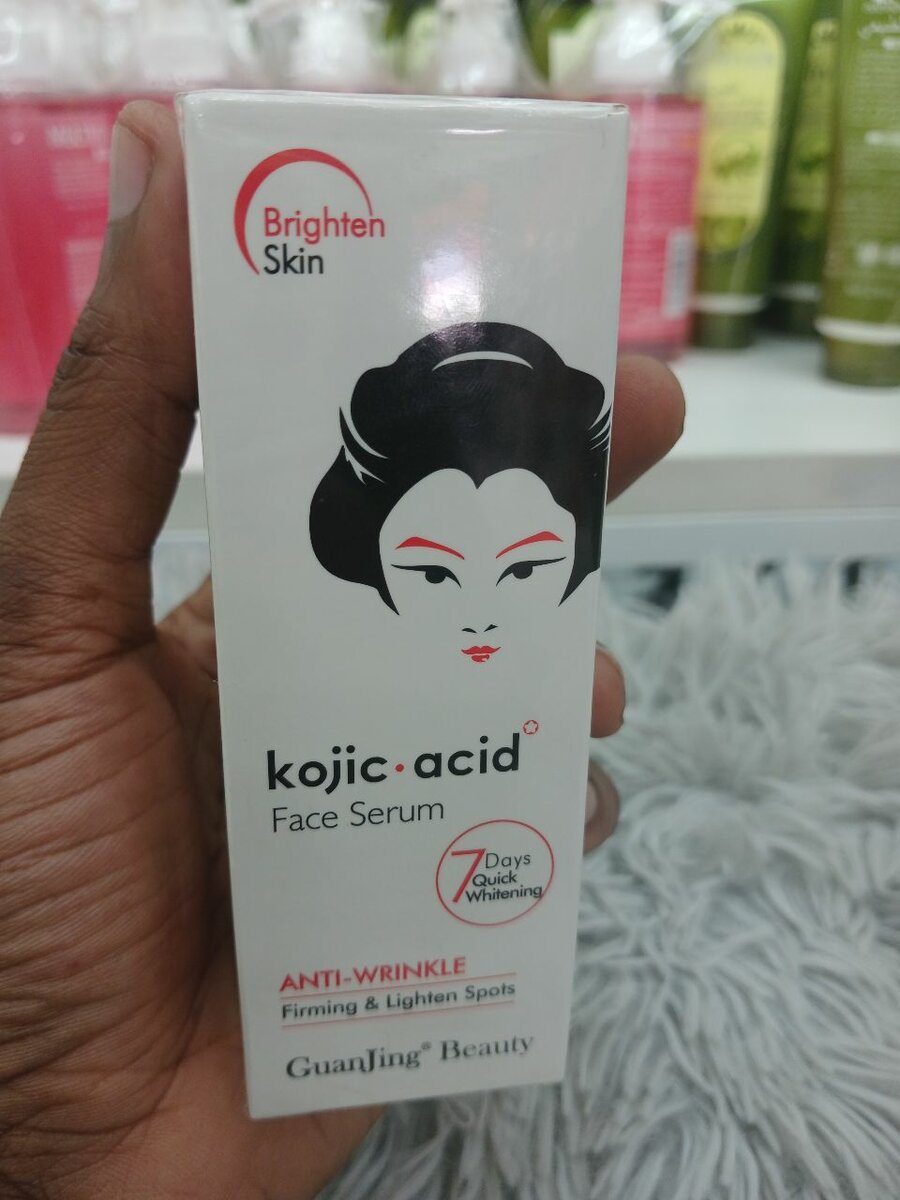 Brighten
Skin
kojic·acid
Face Serum
7 Days
Quick
Whitening
ANTI-WRINKLE
Firming & Lighten Spots
GuanJing® Beauty